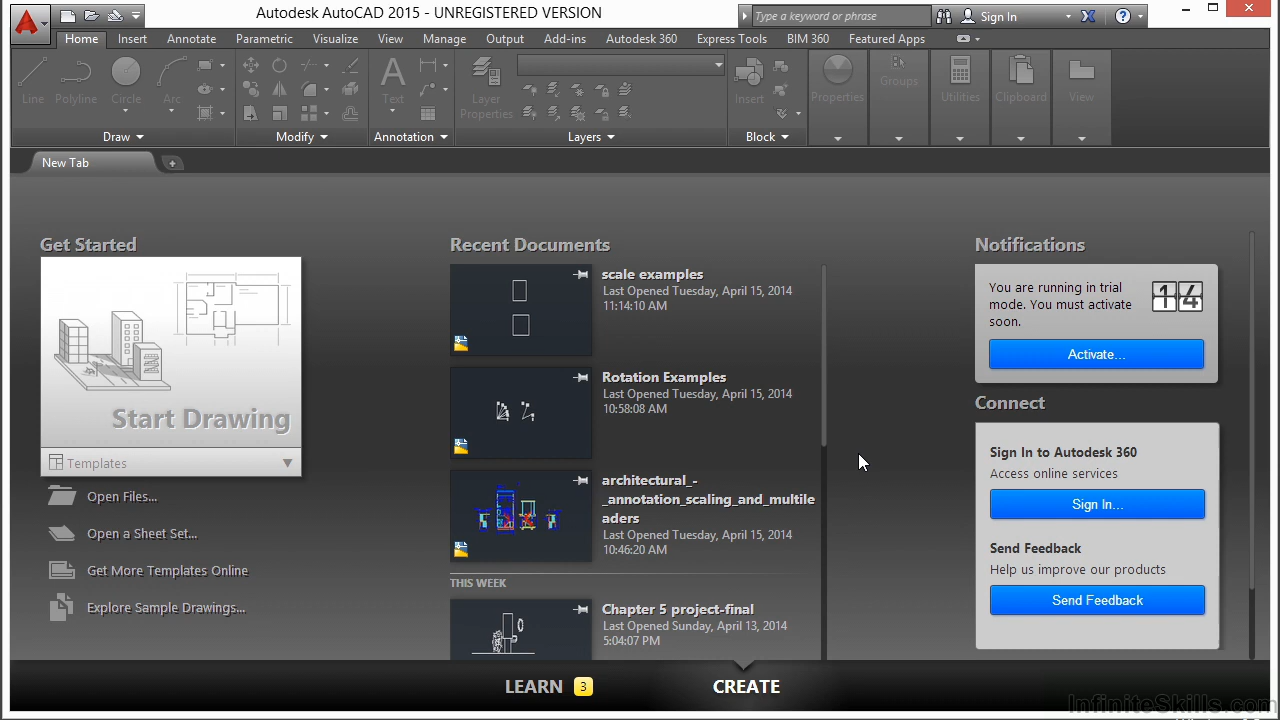 Autodesk AutoCAD 2015 - UNREGISTERED VERSION
Type a keyword or phrase
Sign In
Home Insert Annotate Parametric Visualize View Manage Output Add-ins Autodesk 360 Express Tools BIM 360 Featured Apps
Line Polyline Circle Arc
Text
Layer
Properties
Insert
Properties
Groups
Utilities
Clipboard
View
Draw Modify Annotation Layers Block
New Tab
Get Started
Start Drawing
Templates
Open Files...
Open a Sheet Set...
Get More Templates Online
Explore Sample Drawings...
Recent Documents
scale examples
Last Opened Tuesday, April 15, 2014
11:14:10 AM
Rotation Examples
Last Opened Tuesday, April 15, 2014
10:58:08 AM
architectural_-
_annotation_scaling_and_multile
aders
Last Opened Tuesday, April 15, 2014
10:46:20 AM
THIS WEEK
Chapter 5 project-final
Last Opened Sunday, April 13, 2014
5:04:07 PM
Notifications
You are running in trial
mode. You must activate
soon.
14
Activate...
Connect
Sign In to Autodesk 360
Access online services
Sign In...
Send Feedback
Help us improve our products
Send Feedback
LEARN 3 CREATE
InfiniteSkills.com